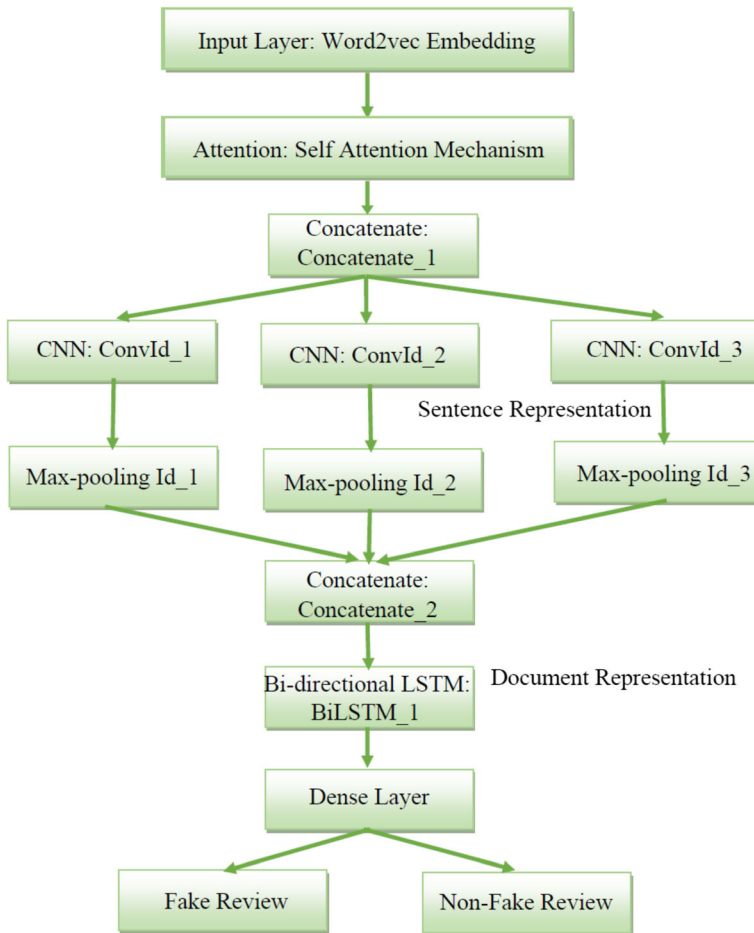 Input Layer: Word2vec Embedding
Attention: Self Attention Mechanism
Concatenate:
Concatenate_1
CNN: ConvId_1
CNN: ConvId_2
CNN: ConvId_3
Sentence Representation
Max-pooling Id_1
Max-pooling Id_2
Max-pooling Id_3
Concatenate:
Concatenate_2
Bi-directional LSTM:
BiLSTM_1
Document Representation
Dense Layer
Fake Review
Non-Fake Review